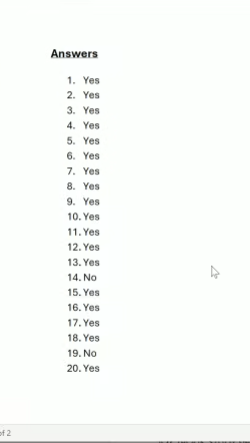 Answers
1. Yes
2. Yes
3. Yes
4. Yes
5. Yes
6. Yes
7. Yes
8. Yes
9. Yes
10. Yes
11. Yes
12. Yes
13. Yes
14. No
15. Yes
16. Yes
17. Yes
18. Yes
19. No
20. Yes
of 2